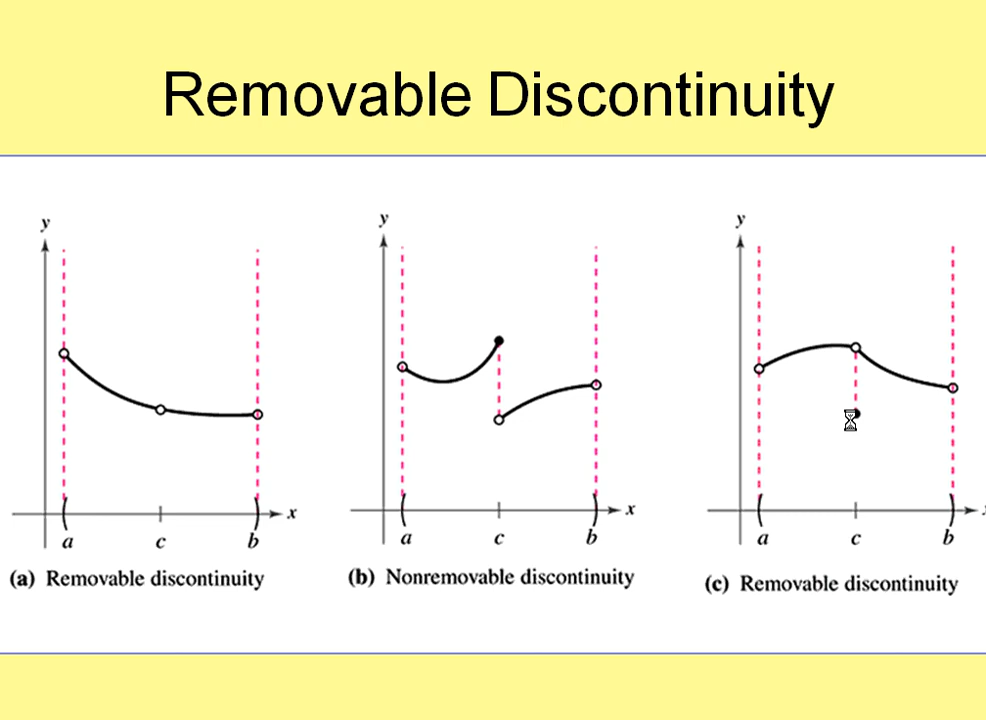 Removable Discontinuity
y
y
y
x
x
a
c
b
a
c
b
a
c
b
(a) Removable discontinuity
(b) Nonremovable discontinuity
(c) Removable discontinuity